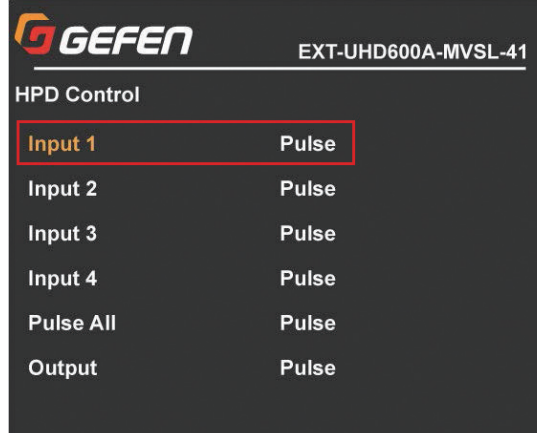 GEFEN
EXT-UHD600A-MVSL-41
HPD Control
Input 1 Pulse
Input 2 Pulse
Input 3 Pulse
Input 4 Pulse
Pulse All Pulse
Output Pulse